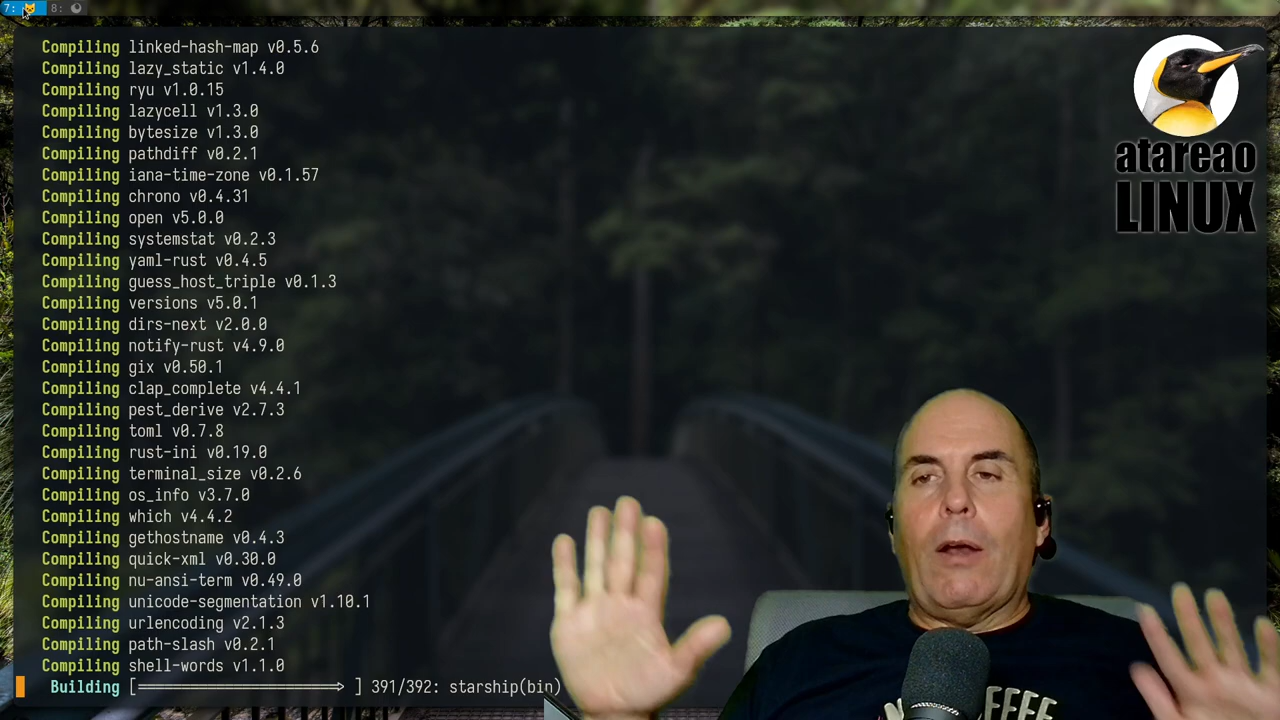 7:
8:
Compiling linked-hash-map v0.5.6
Compiling lazy_static v1.4.0
Compiling ryu v1.0.15
Compiling lazycell v1.3.0
Compiling bytesize v1.3.0
Compiling pathdiff v0.2.1
Compiling iana-time-zone v0.1.57
Compiling chrono v0.4.31
Compiling open v5.0.0
Compiling systemstat v0.2.3
Compiling yaml-rust v0.4.5
Compiling guess_host_triple v0.1.3
Compiling versions v5.0.1
Compiling dirs-next v2.0.0
Compiling notify-rust v4.9.0
Compiling gix v0.50.1
Compiling clap_complete v4.4.1
Compiling pest_derive v2.7.3
Compiling toml v0.7.8
Compiling rust-ini v0.19.0
Compiling terminal_size v0.2.6
Compiling os_info v3.7.0
Compiling which v4.4.2
Compiling gethostname v0.4.3
Compiling quick-xml v0.30.0
Compiling nu-ansi-term v0.49.0
Compiling unicode-segmentation v1.10.1
Compiling urlencoding v2.1.3
Compiling path-slash v0.2.1
Compiling shell-words v1.1.0
Building [=======================> ] 391/392: starship(bin)
atareao
LINUX